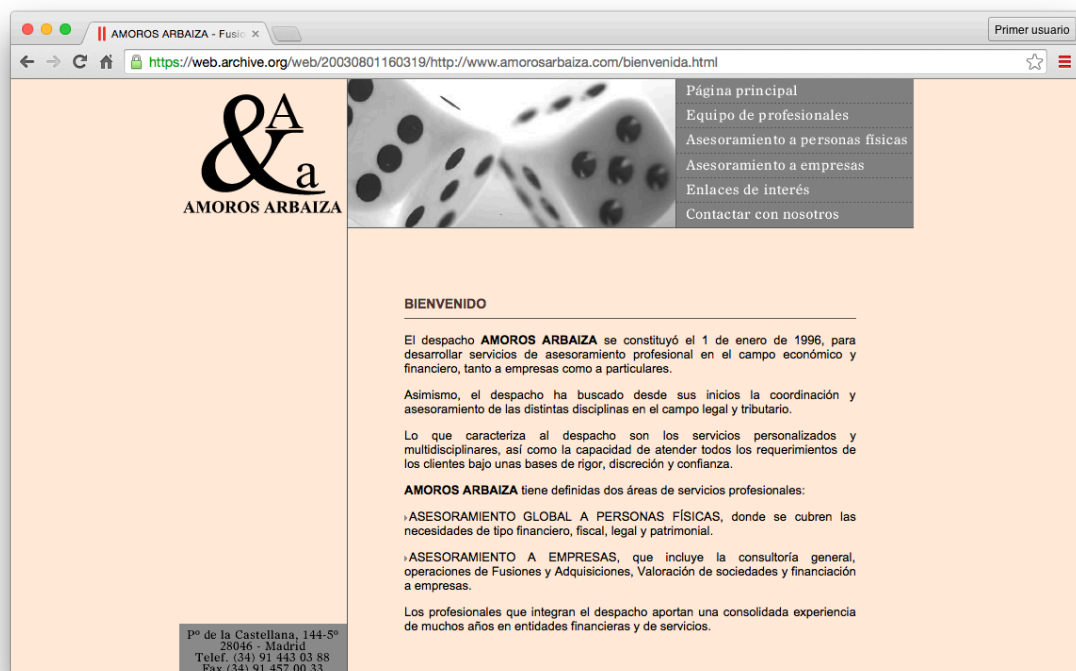 AMOROS ARBAIZA - Fusio
Primer usuario
https://web.archive.org/web/20030801160319/http://www.amorosarbaiza.com/bienvenida.html
A
&
a
AMOROS ARBAIZA
Página principal
Equipo de profesionales
Asesoramiento a personas físicas
Asesoramiento a empresas
Enlaces de interés
Contactar con nosotros
BIENVENIDO
El despacho AMOROS ARBAIZA se constituyó el 1 de enero de 1996, para
desarrollar servicios de asesoramiento profesional en el campo económico y
financiero, tanto a empresas como a particulares.
Asimismo, el despacho ha buscado desde sus inicios la coordinación y
asesoramiento de las distintas disciplinas en el campo legal y tributario.
Lo que caracteriza al despacho son los servicios personalizados y
multidisciplinares, así como la capacidad de atender todos los requerimientos de
los clientes bajo unas bases de rigor, discreción y confianza.
AMOROS ARBAIZA tiene definidas dos áreas de servicios profesionales:
ASESORAMIENTO GLOBAL A PERSONAS FÍSICAS, donde se cubren las
necesidades de tipo financiero, fiscal, legal y patrimonial.
ASESORAMIENTO A EMPRESAS, que incluye la consultoría general,
operaciones de Fusiones y Adquisiciones, Valoración de sociedades y financiación
a empresas.
Los profesionales que integran el despacho aportan una consolidada experiencia
de muchos años en entidades financieras y de servicios.
Pº de la Castellana, 144-5º
28046 - Madrid
Telef. (34) 91 443 03 88
Fax (34) 91 457 00 33